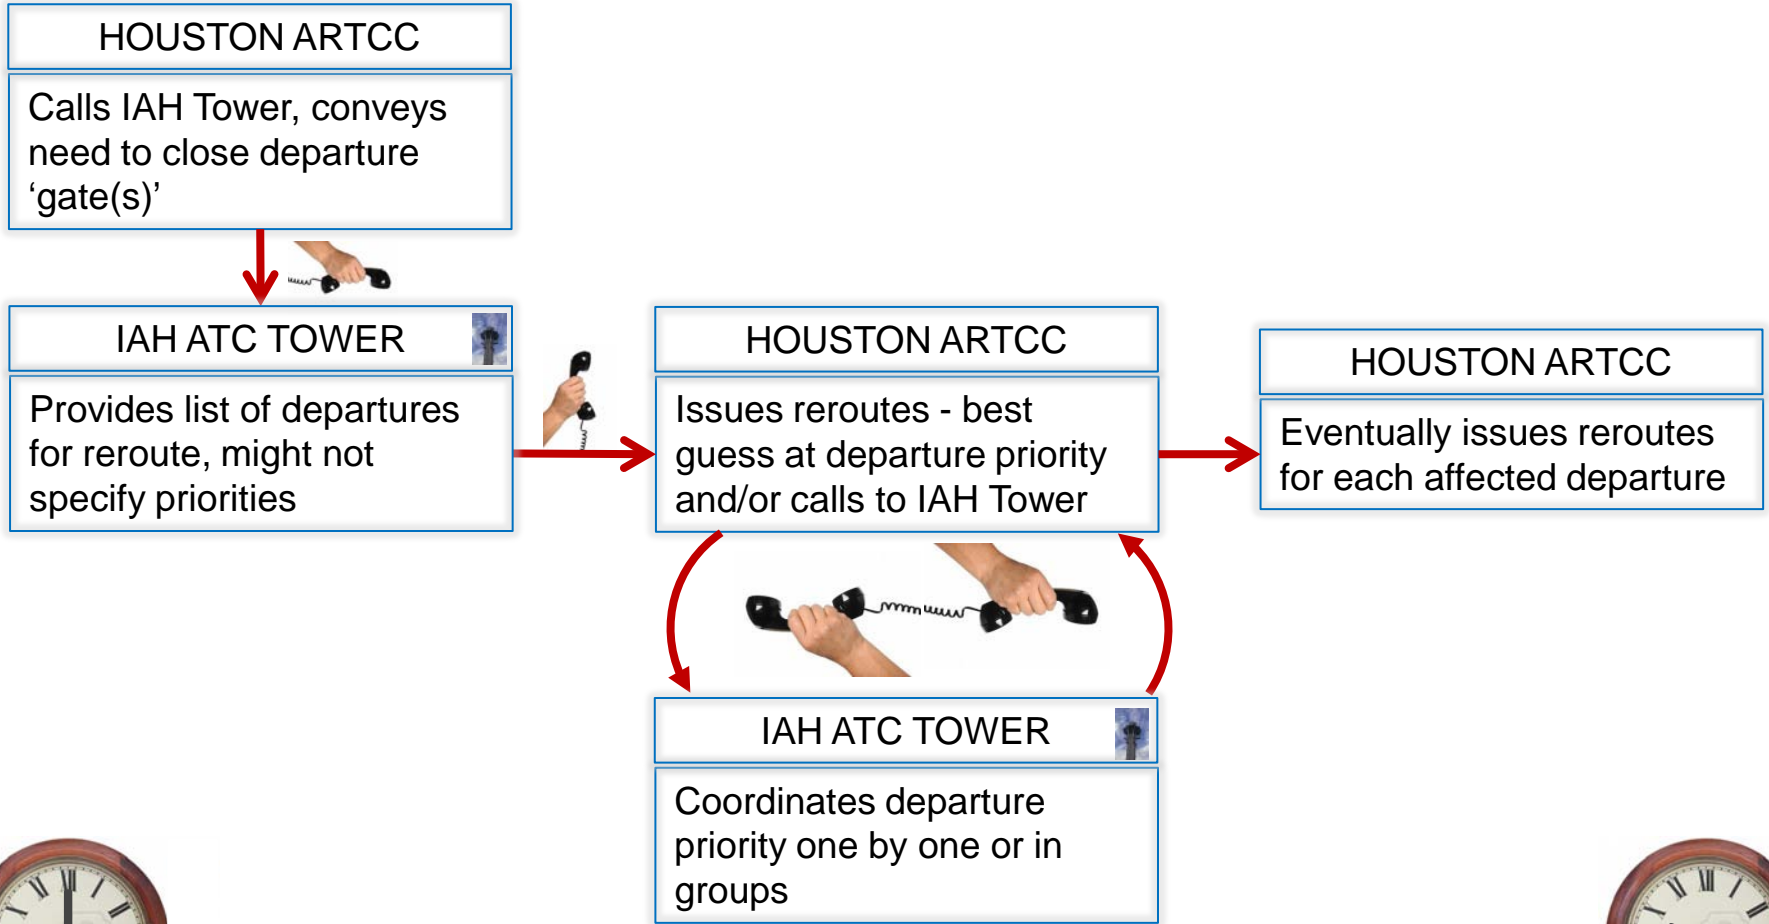 HOUSTON ARTCC
Calls IAH Tower, conveys
need to close departure
‘gate(s)’
IAH ATC TOWER
Provides list of departures
for reroute, might not
specify priorities
HOUSTON ARTCC
Issues reroutes - best
guess at departure priority
and/or calls to IAH Tower
HOUSTON ARTCC
Eventually issues reroutes
for each affected departure
IAH ATC TOWER
Coordinates departure
priority one by one or in
groups